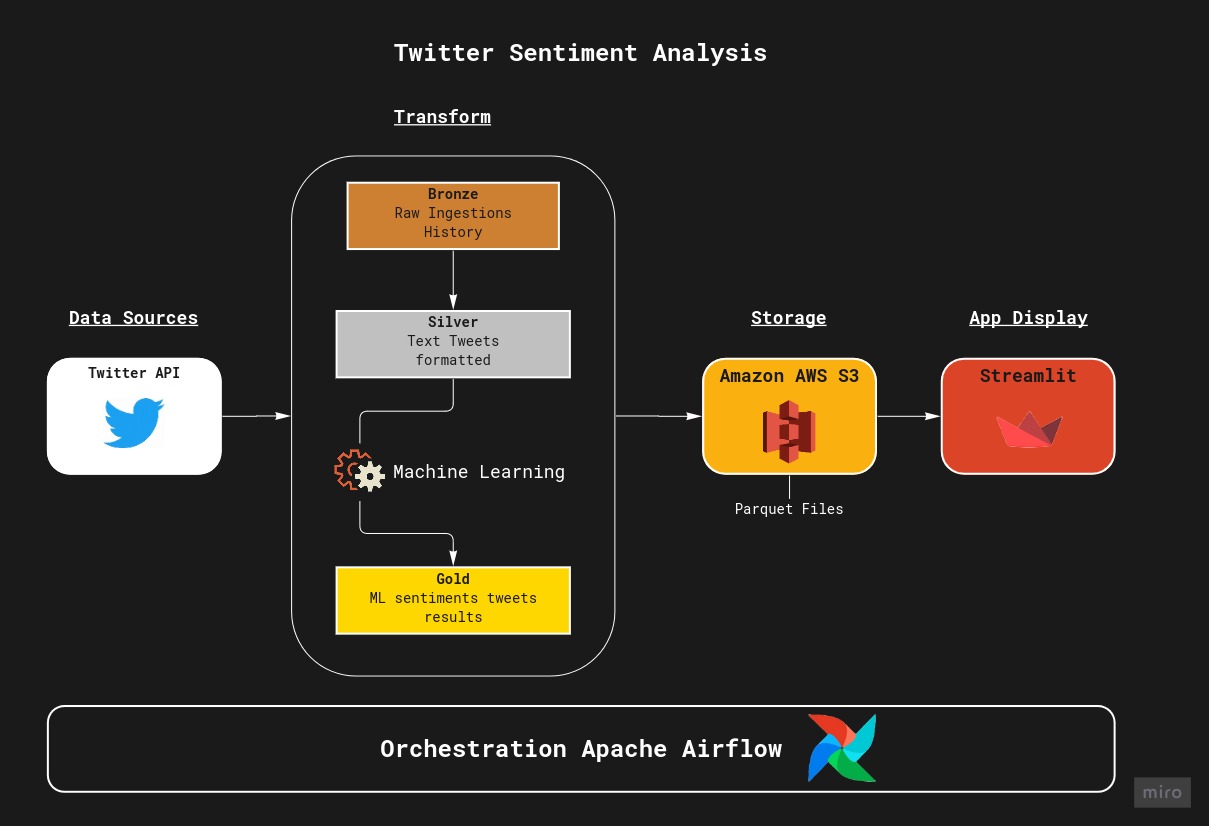 Twitter Sentiment Analysis
Transform
Bronze
Raw Ingestions
History
Silver
Text Tweets
formatted
Machine Learning
Gold
ML sentiments tweets
results
Data Sources
Twitter API
Storage
Amazon AWS S3
Parquet Files
App Display
Streamlit
Orchestration Apache Airflow
miro